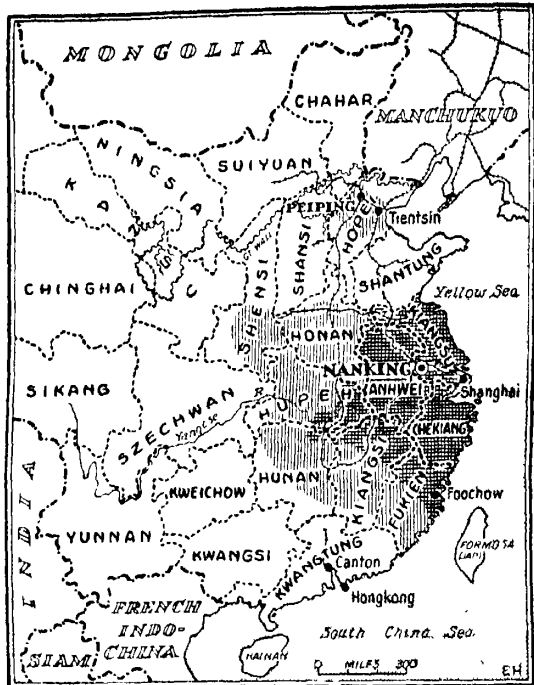 MONGOLIA
CHAHAR
MANCHUKUO
NINGSIA
SUIYUAN
KANSU
PEIPING
Tientsin
HOPEI
SHANSI
SHENSI
SHANTUNG
CHINGHAI
Yellow Sea
HONAN
KIANGSU
NANKING
ANHWEI
Shanghai
SIKANG
SZECHWAN
Yangtse
R
HUPEH
CHEKIANG
HUNAN
KIANGSI
FUKIEN
Foochow
KWEICHOW
YUNNAN
INDIA
KWANGSI
KWANGTUNG
Canton
Hongkong
FORMOSA
FRENCH
INDO-
CHINA
SIAM
HAINAN
South China Sea
0 MILES 300
EH